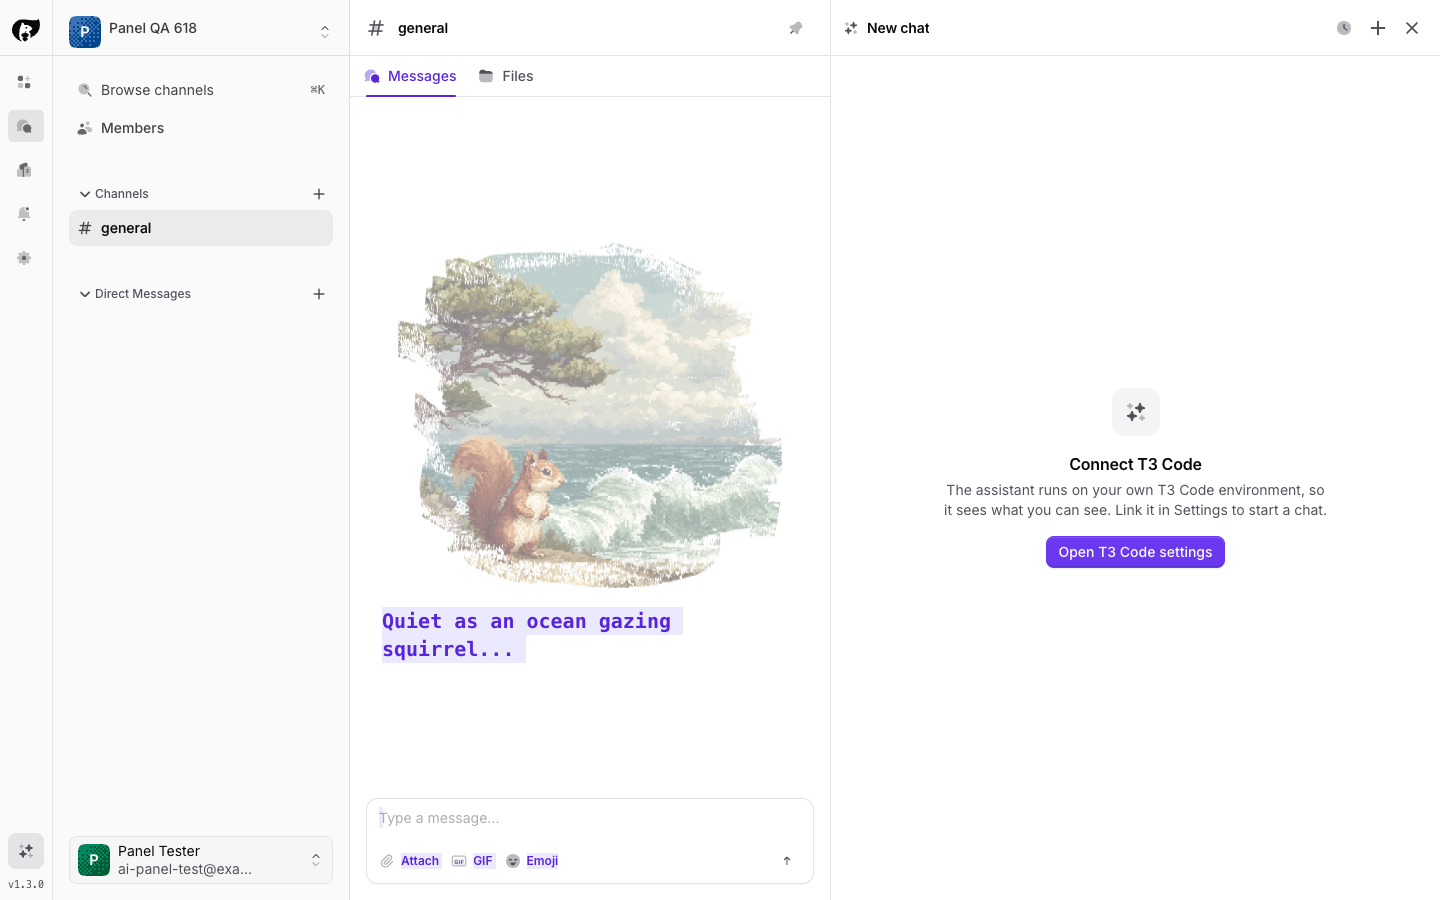 P
Panel QA 618
Browse channels
⌘K
Members
Channels
general
Direct Messages
P
Panel Tester
ai-panel-test@exa...
v1.3.0
# general
Messages
Files
Quiet as an ocean gazing
squirrel...
Type a message...
Attach
GIF
GIF
Emoji
New chat
Connect T3 Code
The assistant runs on your own T3 Code environment, so
it sees what you can see. Link it in Settings to start a chat.
Open T3 Code settings